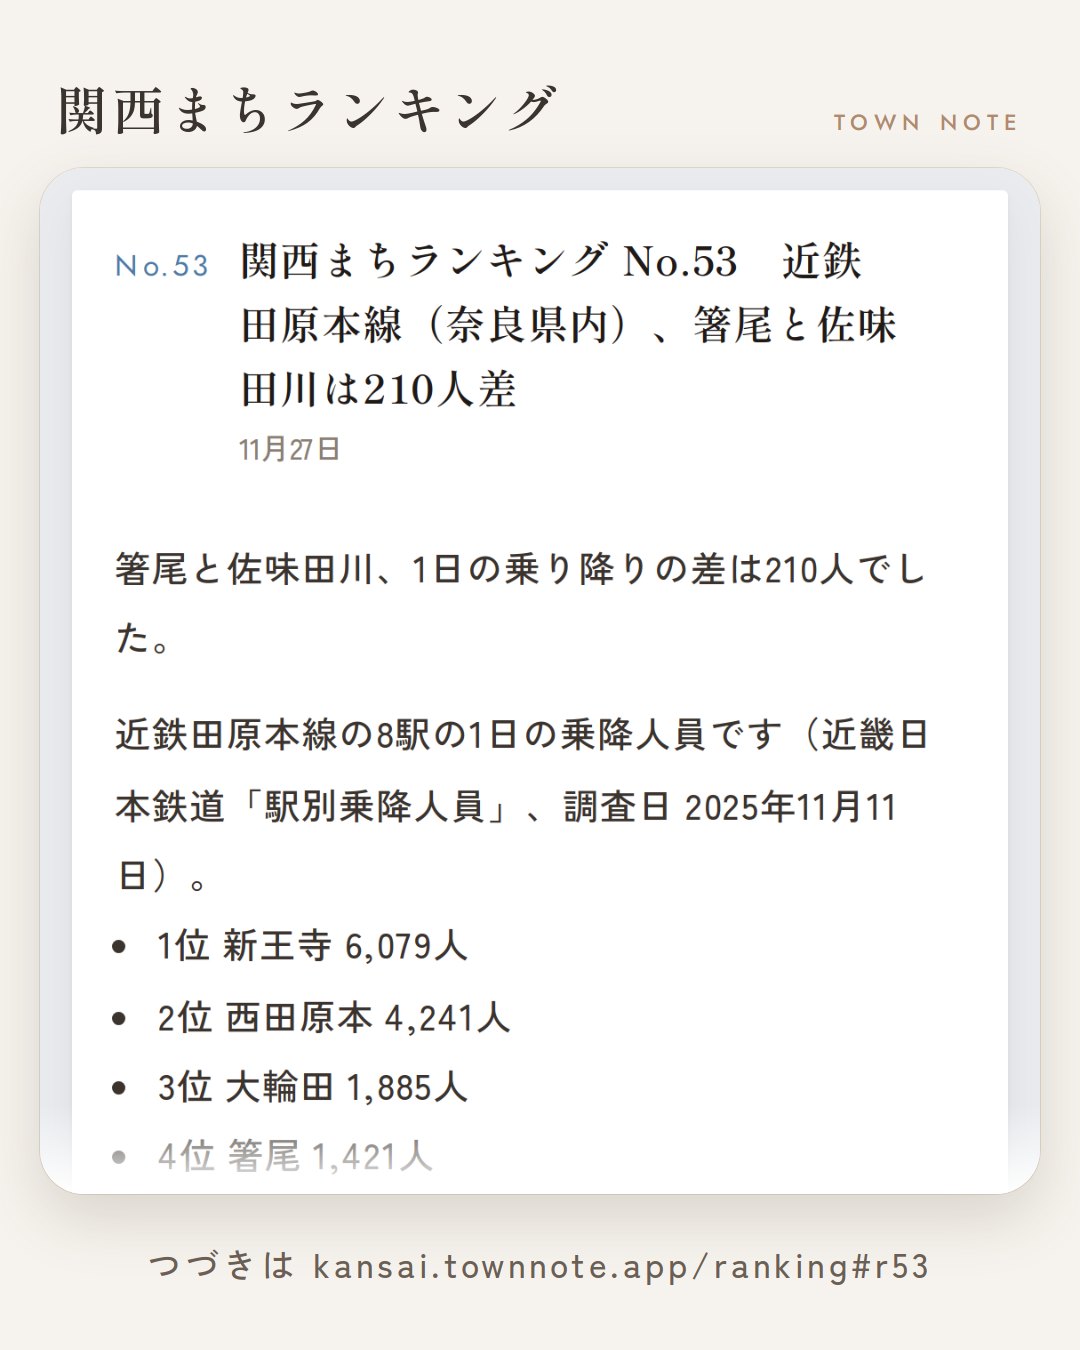 関西まちランキング
TOWN NOTE
No.53
関西まちランキング No.53　近鉄
田原本線（奈良県内）、箸尾と佐味
田川は210人差
11月27日
箸尾と佐味田川、1日の乗り降りの差は210人でし
た。
近鉄田原本線の8駅の1日の乗降人員です（近畿日
本鉄道「駅別乗降人員」、調査日 2025年11月11
日）。
• 1位 新王寺 6,079人
• 2位 西田原本 4,241人
• 3位 大輪田 1,885人
• 4位 箸尾 1,421人
つづきは kansai.townnote.app/ranking#r53